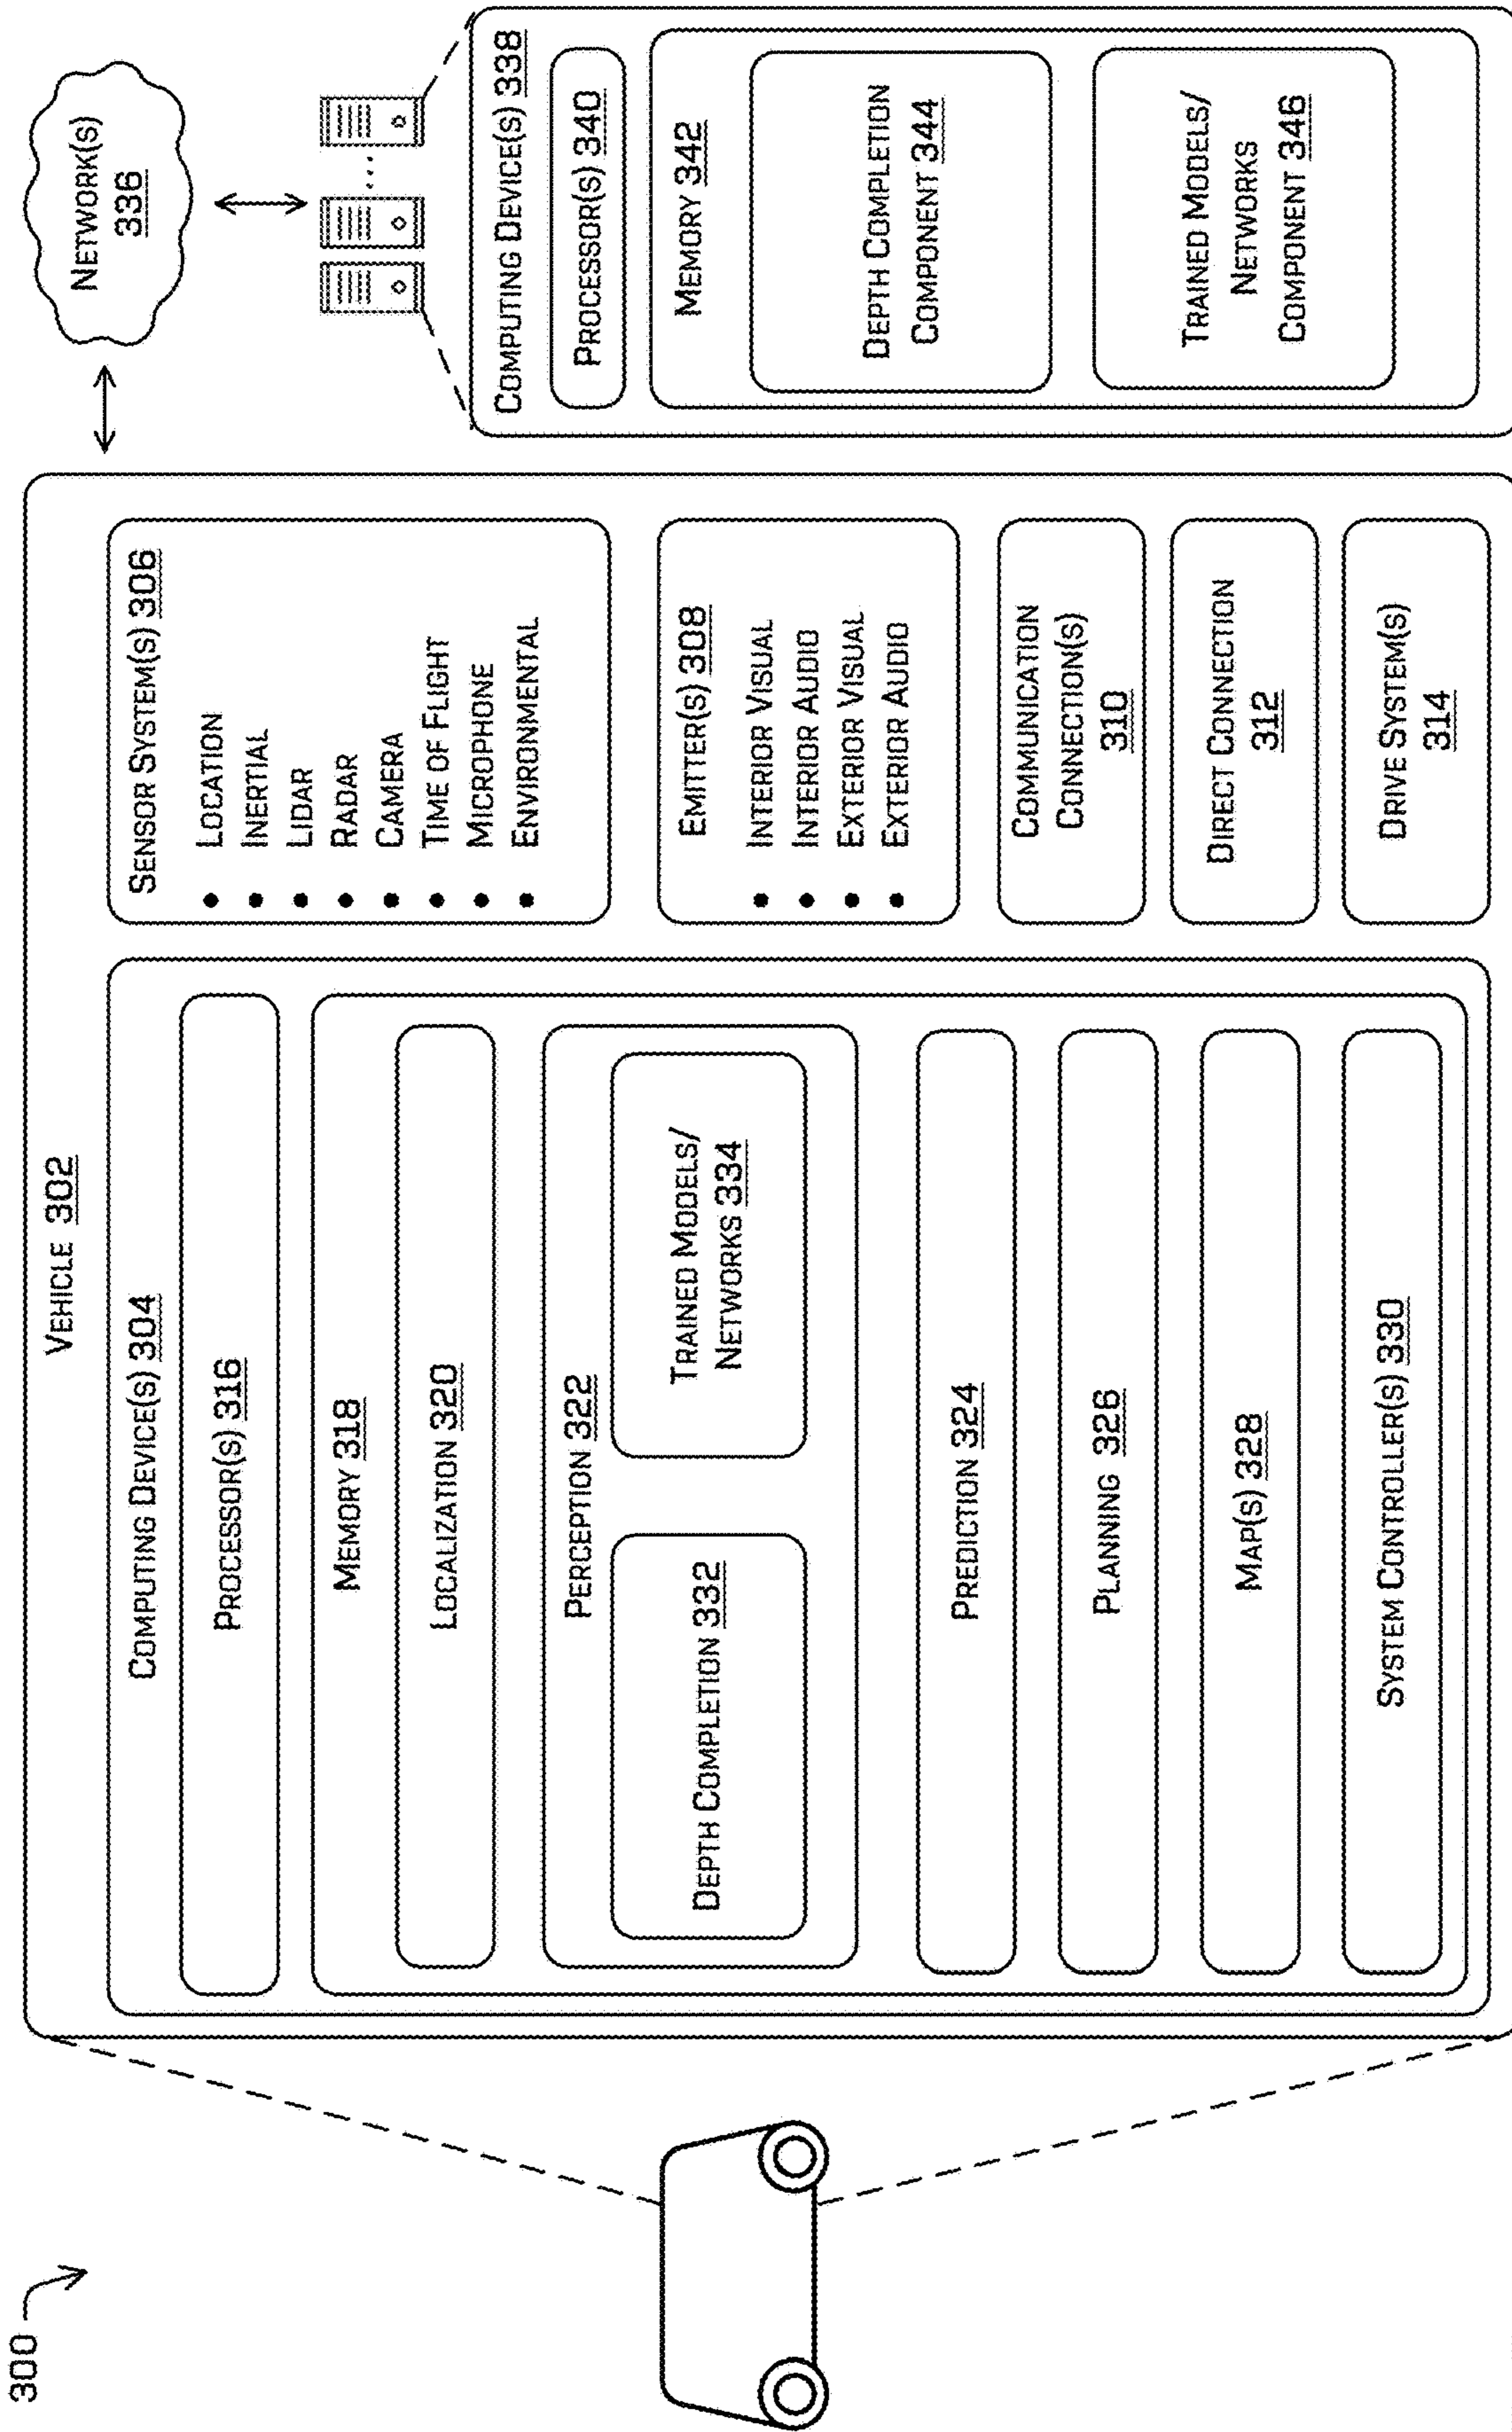 300
VEHICLE 302
COMPUTING DEVICE(S) 304
PROCESSOR(S) 316
MEMORY 318
LOCALIZATION 320
PERCEPTION 322
DEPTH COMPLETION 332
TRAINED MODELS/
NETWORKS 334
PREDICTION 324
PLANNING 326
MAP(S) 328
SYSTEM CONTROLLER(S) 330
SENSOR SYSTEM(S) 306
• LOCATION
• INERTIAL
• LIDAR
• RADAR
• CAMERA
• TIME OF FLIGHT
• MICROPHONE
• ENVIRONMENTAL
EMITTER(S) 308
• INTERIOR VISUAL
• INTERIOR AUDIO
• EXTERIOR VISUAL
• EXTERIOR AUDIO
COMMUNICATION
CONNECTION(S)
310
DIRECT CONNECTION
312
DRIVE SYSTEM(S)
314
NETWORK(S)
336
COMPUTING DEVICE(S) 338
PROCESSOR(S) 340
MEMORY 342
DEPTH COMPLETION
COMPONENT 344
TRAINED MODELS/
NETWORKS
COMPONENT 346